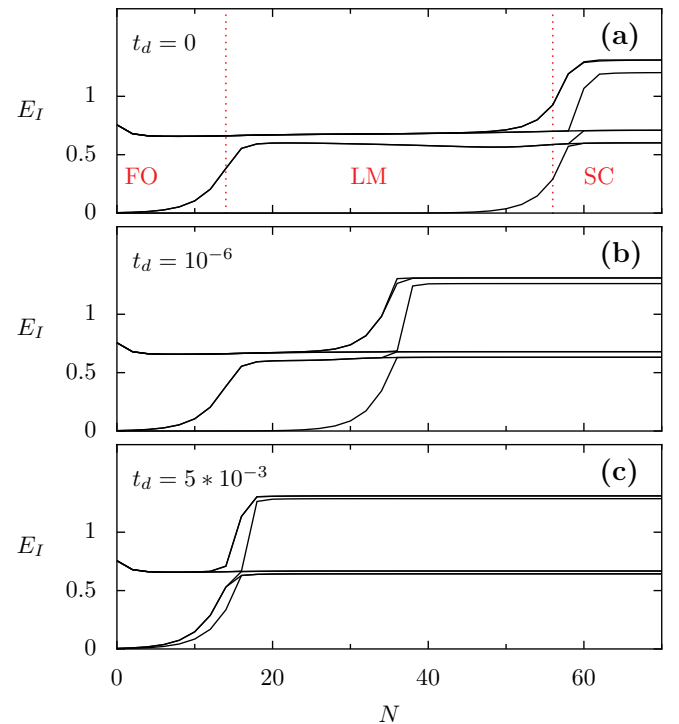 (a)
t_d = 0
1
E_I
0.5
FO LM SC
0
(b)
t_d = 10^{-6}
1
E_I
0.5
0
(c)
t_d = 5 * 10^{-3}
1
E_I
0.5
0
0 20 40 60
N